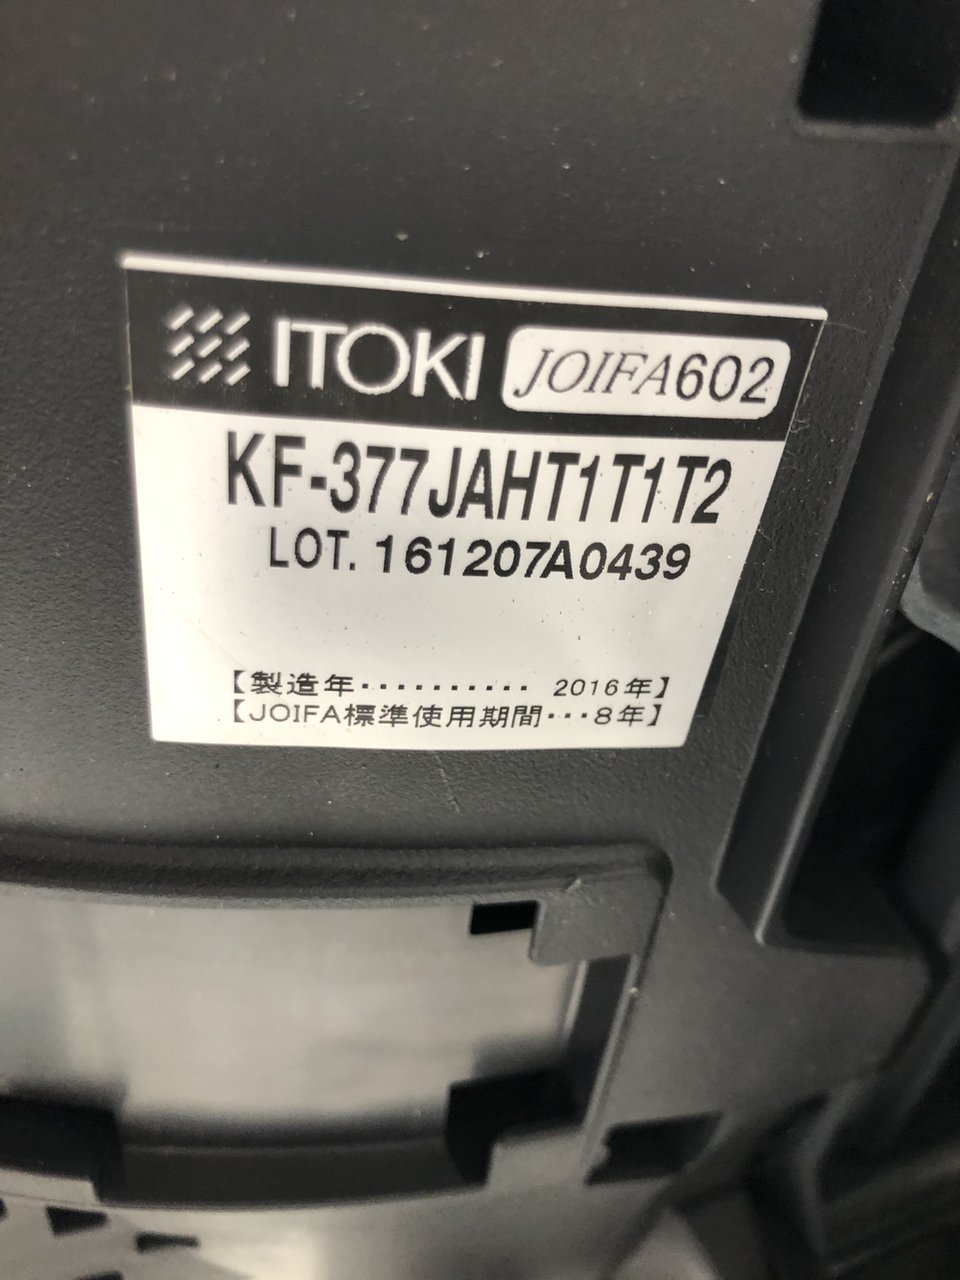 ITOKI JOIFA602
KF-377JAHT1T1T2
LOT. 161207A0439
【製造年・・・・・・・・・・ 2016年】
【JOIFA標準使用期間・・・8年】